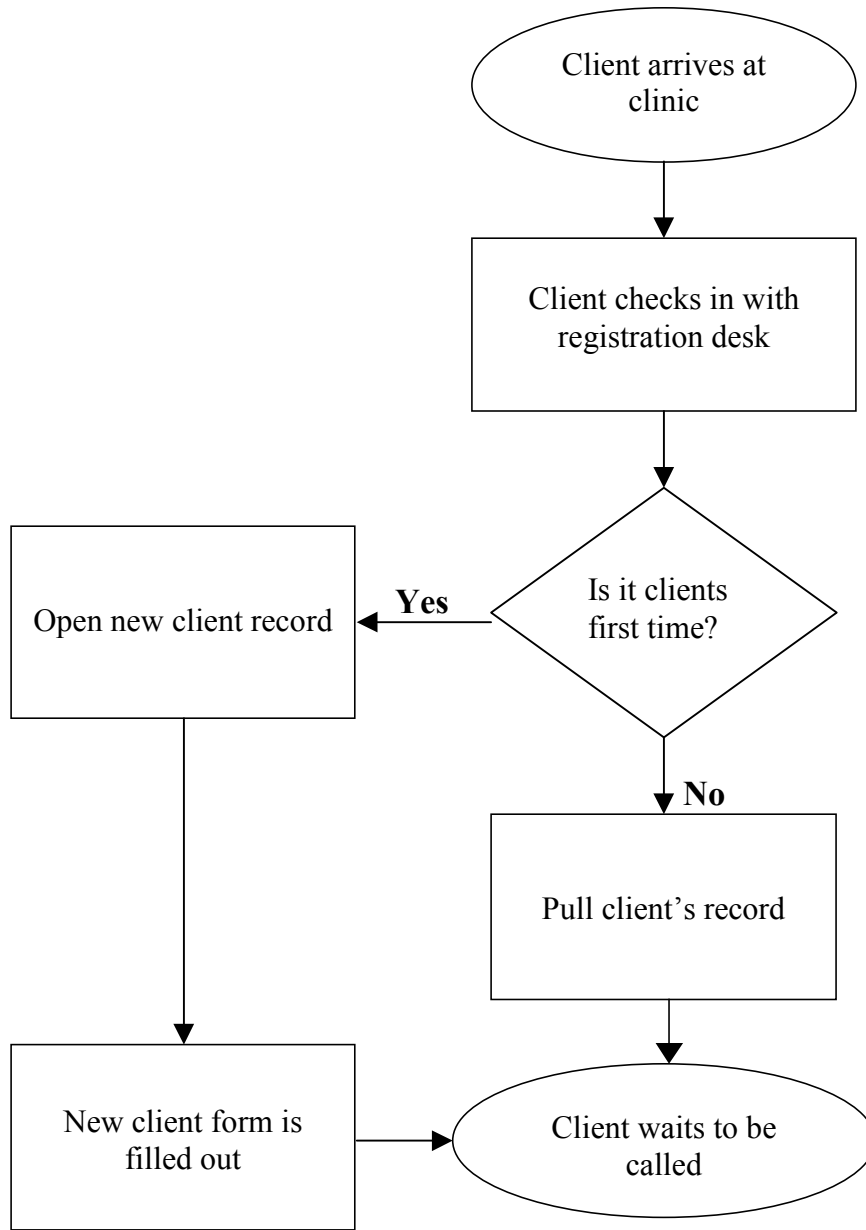 Client arrives at
clinic
Client checks in with
registration desk
Is it clients
first time?
Yes
Open new client record
No
Pull client’s record
New client form is
filled out
Client waits to be
called